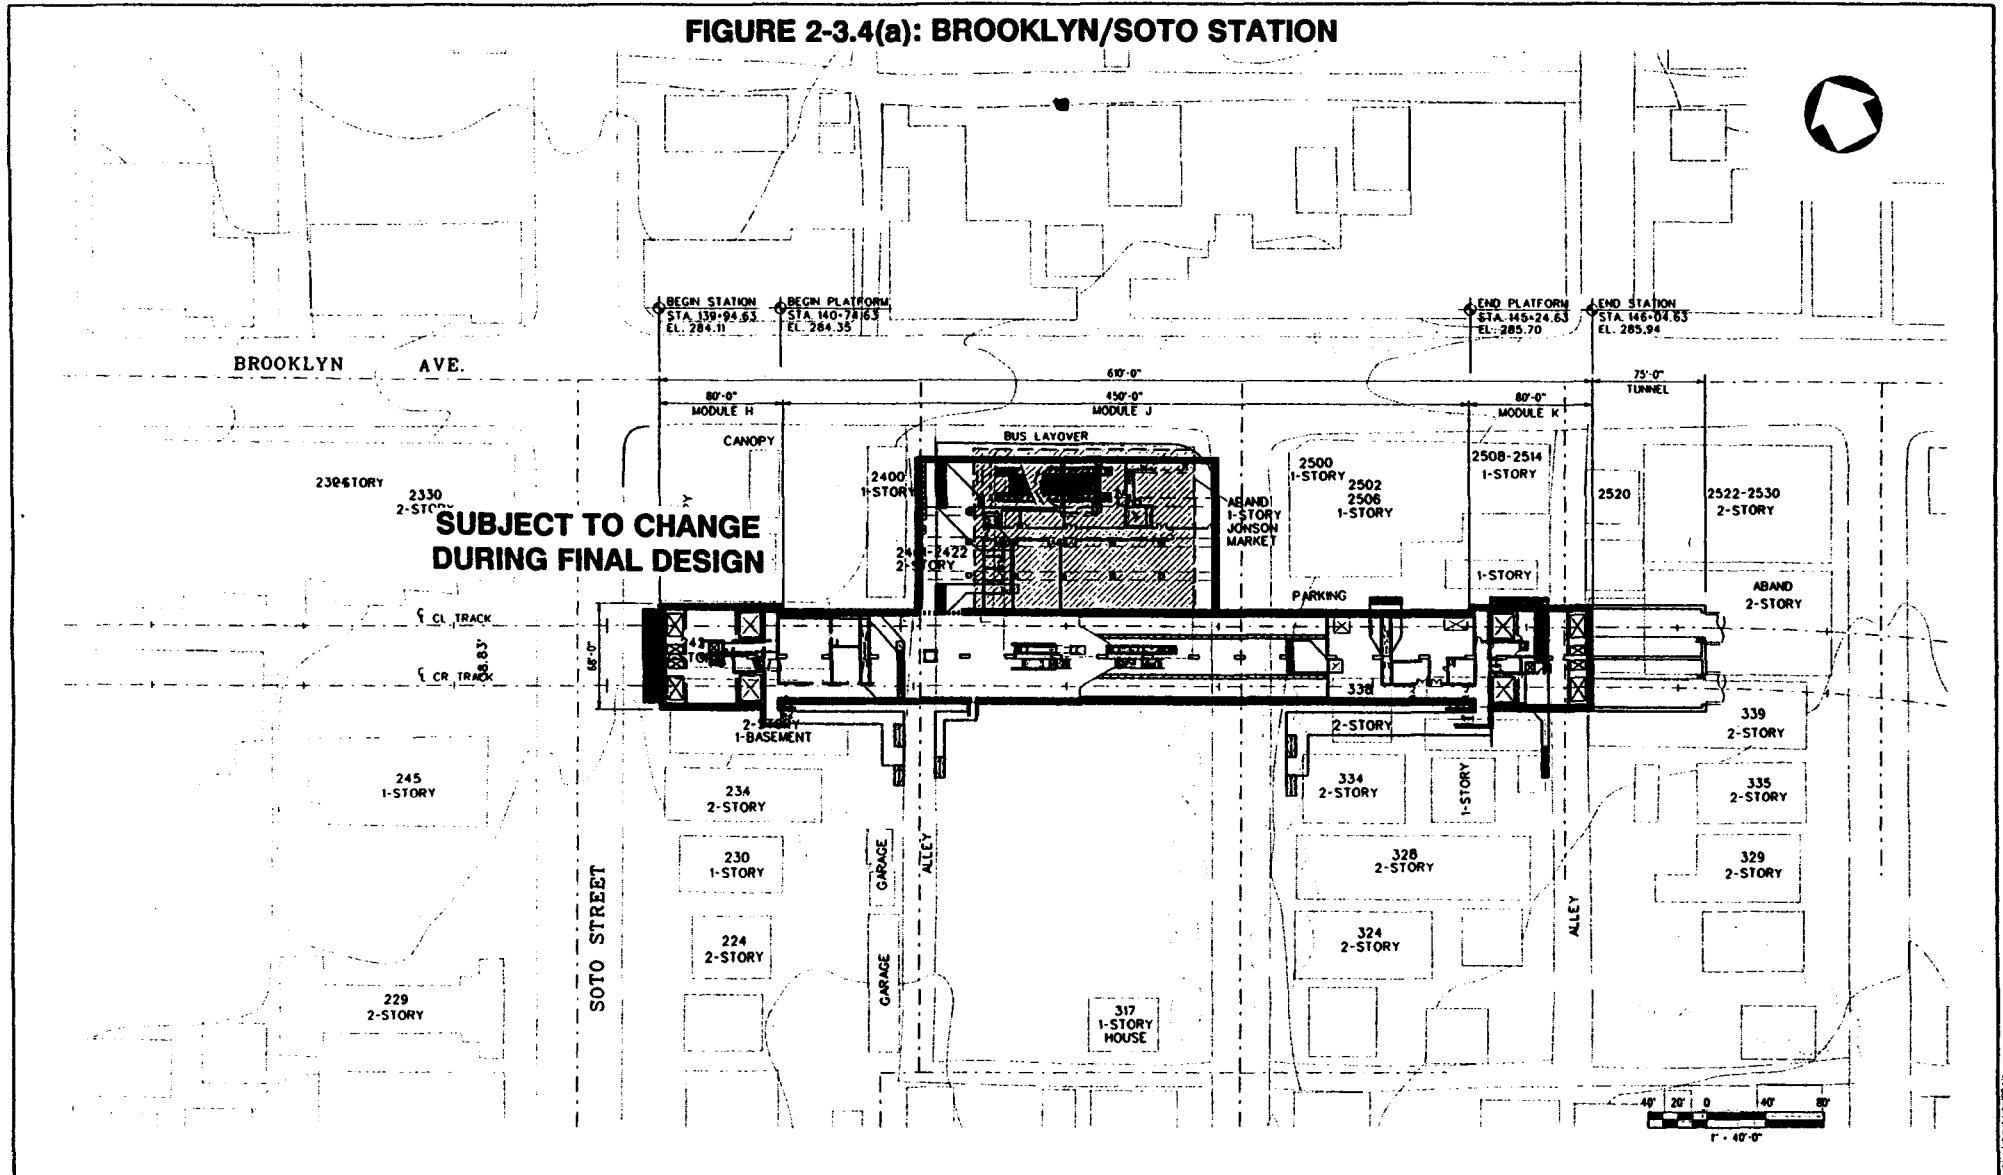 FIGURE 2-3.4(a): BROOKLYN/SOTO STATION
BEGIN STATION
STA. 139+94.63
EL. 284.11
BEGIN PLATFORM
STA. 140+74.63
EL. 284.35
END PLATFORM
STA. 145+24.63
EL. 285.70
END STATION
STA. 146+04.63
EL. 285.94
BROOKLYN AVE.
610'-0"
75'-0"
TUNNEL
80'-0"
MODULE H
450'-0"
MODULE J
80'-0"
MODULE K
CANOPY
BUS LAYOVER
2400
1-STORY
2330
2-STORY
2500
1-STORY
2502
2506
1-STORY
2508-2514
1-STORY
2520
2522-2530
2-STORY
ABAND
1-STORY
JONSON
MARKET
SUBJECT TO CHANGE
DURING FINAL DESIGN
2-STORY
1-STORY
ABAND
2-STORY
PARKING
℄ CL TRACK
℄ CR TRACK
68'-0"
338
2-STORY
2-STORY
1-BASEMENT
339
2-STORY
245
1-STORY
234
2-STORY
334
2-STORY
1-STORY
335
2-STORY
230
1-STORY
GARAGE
ALLEY
328
2-STORY
329
2-STORY
SOTO STREET
224
2-STORY
GARAGE
324
2-STORY
ALLEY
229
2-STORY
317
1-STORY
HOUSE
40' 20' 0 40' 80'
1" = 40'-0"